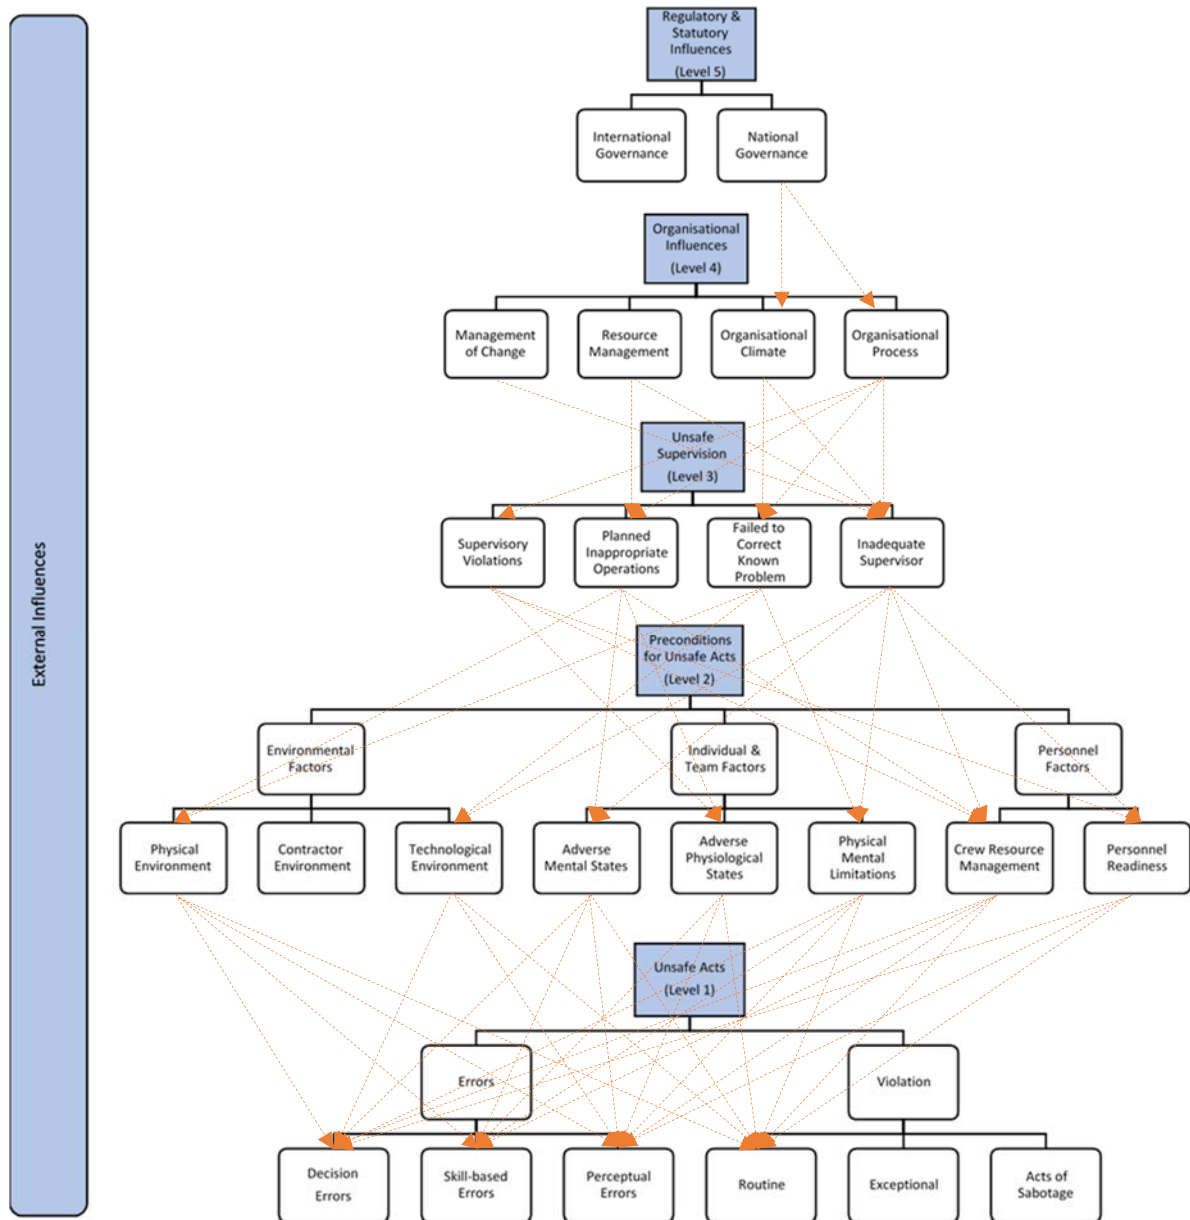 External Influences
Regulatory &
Statutory
Influences
(Level 5)
International
Governance
National
Governance
Organisational
Influences
(Level 4)
Management
of Change
Resource
Management
Organisational
Climate
Organisational
Process
Unsafe
Supervision
(Level 3)
Supervisory
Violations
Planned
Inappropriate
Operations
Failed to
Correct
Known
Problem
Inadequate
Supervisor
Preconditions
for Unsafe Acts
(Level 2)
Environmental
Factors
Individual &
Team Factors
Personnel
Factors
Physical
Environment
Contractor
Environment
Technological
Environment
Adverse
Mental States
Adverse
Physiological
States
Physical
Mental
Limitations
Crew Resource
Management
Personnel
Readiness
Unsafe Acts
(Level 1)
Errors
Violation
Decision
Errors
Skill-based
Errors
Perceptual
Errors
Routine
Exceptional
Acts of
Sabotage